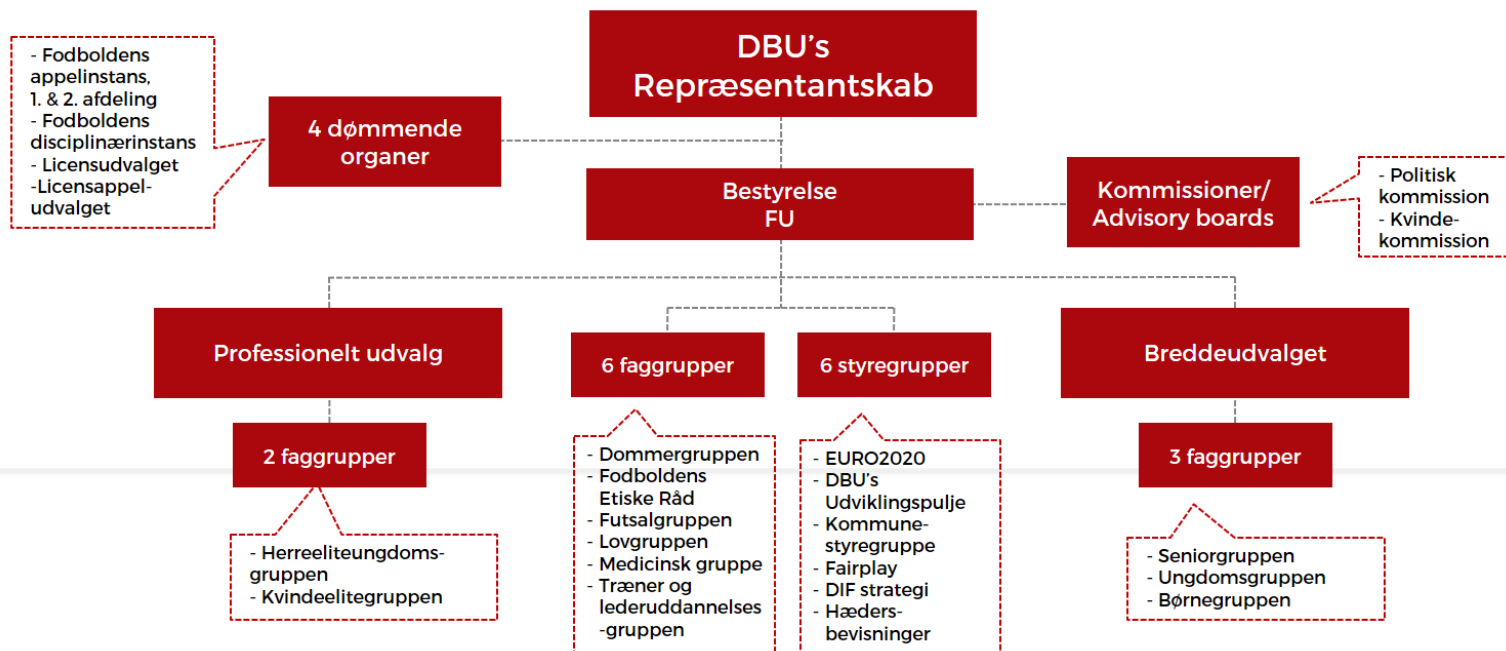 DBU's
Repræsentantskab
- Fodboldens
appelinstans,
1. & 2. afdeling
- Fodboldens
disciplinærinstans
- Licensudvalget
-Licensappel-
udvalget
4 dømmende
organer
Bestyrelse
FU
Kommissioner/
Advisory boards
- Politisk
kommission
- Kvinde-
kommission
Professionelt udvalg
6 faggrupper
6 styregrupper
Breddeudvalget
2 faggrupper
3 faggrupper
- Herreeliteungdoms-
gruppen
- Kvindeelitegruppen
- Dommergruppen
- Fodboldens
Etiske Råd
- Futsalgruppen
- Lovgruppen
- Medicinsk gruppe
- Træner og
lederuddannelses
-gruppen
- EURO2020
- DBU's
Udviklingspulje
- Kommune-
styregruppe
- Fairplay
- DIF strategi
- Hæders-
bevisninger
- Seniorgruppen
- Ungdomsgruppen
- Børnegruppen